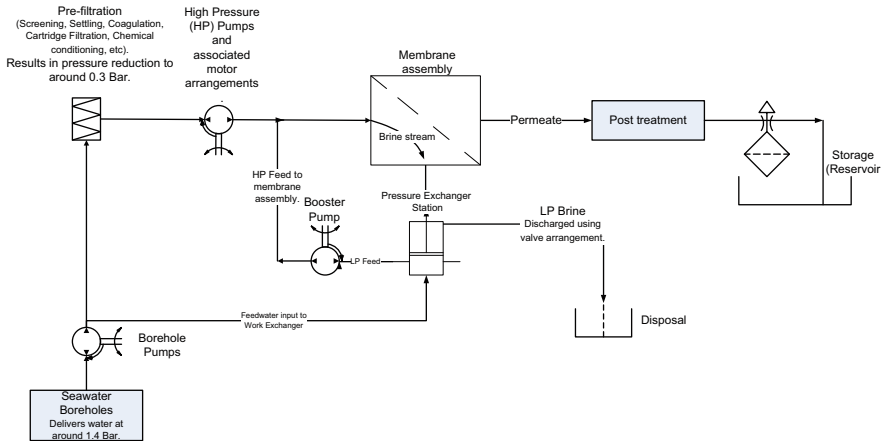 Pre-filtration
(Screening, Settling, Coagulation,
Cartridge Filtration, Chemical
conditioning, etc).
Results in pressure reduction to
around 0.3 Bar.
High Pressure
(HP) Pumps
and
associated
motor
arrangements
Membrane
assembly
Brine stream
Permeate
Post treatment
Storage
(Reservoir
HP Feed to
membrane
assembly.
Booster
Pump
Pressure Exchanger
Station
LP Feed
LP Brine
Discharged using
valve arrangement.
Feedwater input to
Work Exchanger
Disposal
Borehole
Pumps
Seawater
Boreholes
Delivers water at
around 1.4 Bar.